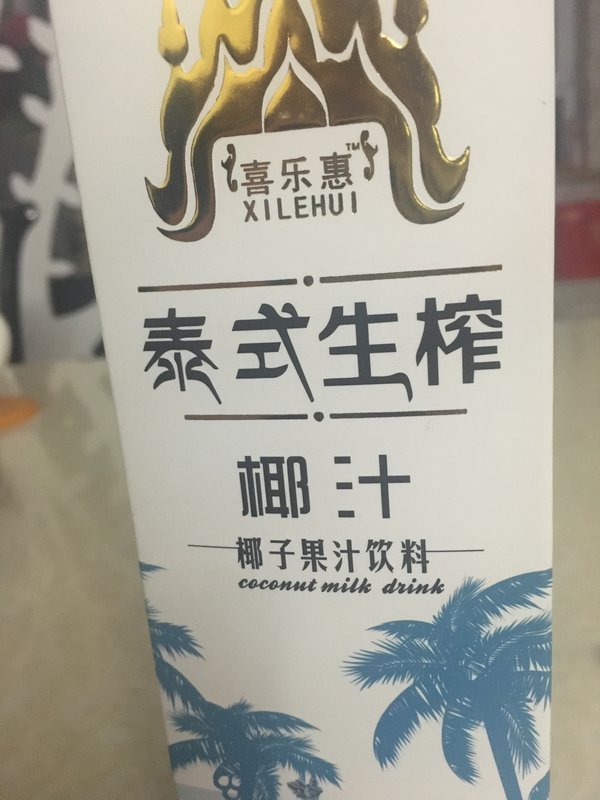 喜乐惠™
XILEHUI
泰式生榨
椰汁
椰子果汁饮料
coconut milk drink